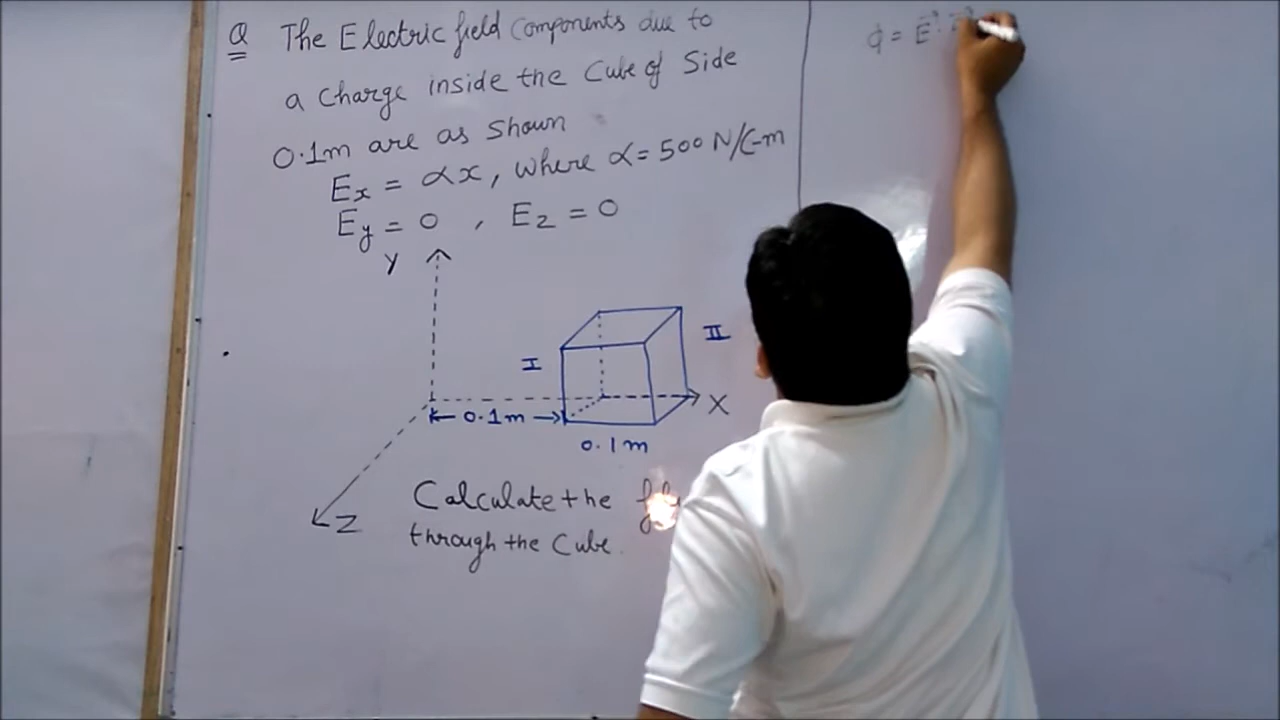 Q The Electric field Components due to
a Charge inside the Cube of Side
0.1m are as shown
Ex = αx, where α = 500 N/C-m
Ey = 0 , Ez = 0
Y
I
II
X
0.1m
0.1m
Z
Calculate the
through the Cube.
φ = E⃗ .